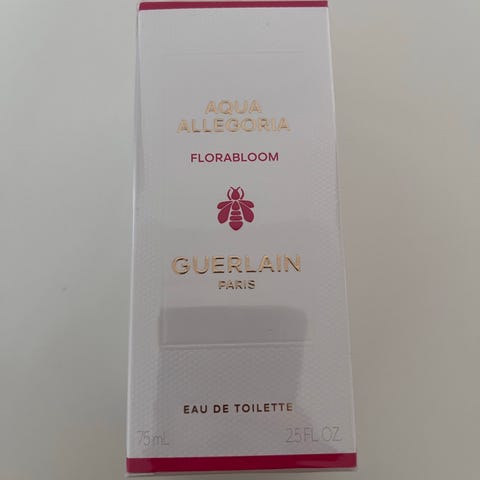 AQUA
ALLEGORIA
FLORABLOOM
GUERLAIN
PARIS
EAU DE TOILETTE
75 mL 2.5 FL. OZ.